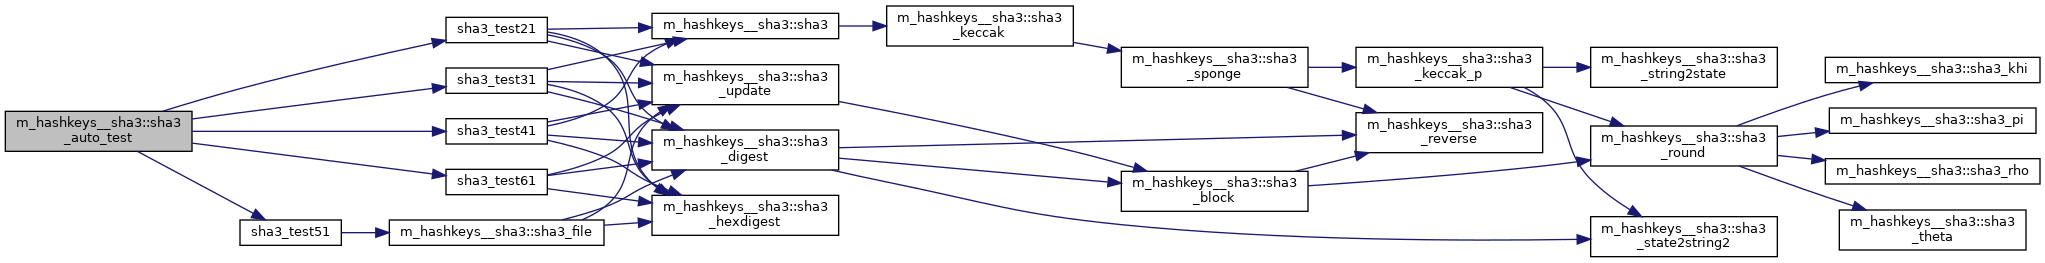 m_hashkeys__sha3::sha3
_auto_test
sha3_test21
sha3_test31
sha3_test41
sha3_test61
sha3_test51
m_hashkeys__sha3::sha3_file
m_hashkeys__sha3::sha3
m_hashkeys__sha3::sha3
_update
m_hashkeys__sha3::sha3
_digest
m_hashkeys__sha3::sha3
_hexdigest
m_hashkeys__sha3::sha3
_keccak
m_hashkeys__sha3::sha3
_sponge
m_hashkeys__sha3::sha3
_block
m_hashkeys__sha3::sha3
_keccak_p
m_hashkeys__sha3::sha3
_reverse
m_hashkeys__sha3::sha3
_string2state
m_hashkeys__sha3::sha3
_round
m_hashkeys__sha3::sha3
_state2string2
m_hashkeys__sha3::sha3_khi
m_hashkeys__sha3::sha3_pi
m_hashkeys__sha3::sha3_rho
m_hashkeys__sha3::sha3
_theta